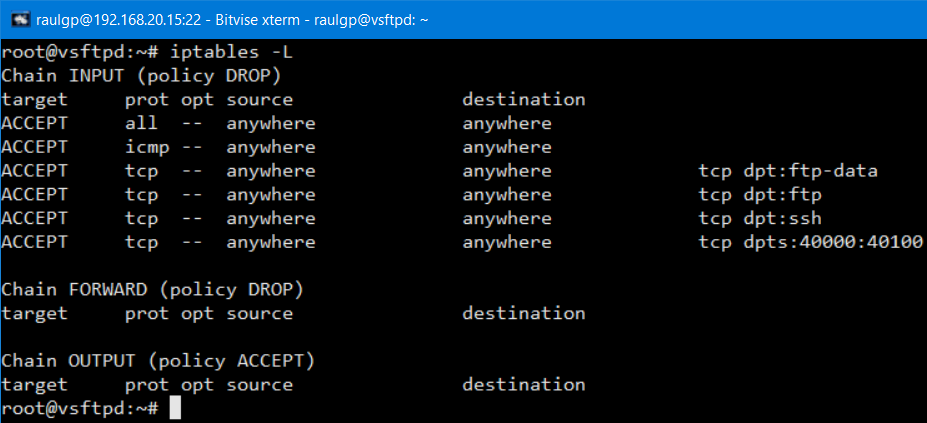 raulgp@192.168.20.15:22 - Bitvise xterm - raulgp@vsftpd: ~
root@vsftpd:~# iptables -L
Chain INPUT (policy DROP)
target     prot opt source               destination
ACCEPT     all  --  anywhere             anywhere
ACCEPT     icmp --  anywhere             anywhere
ACCEPT     tcp  --  anywhere             anywhere             tcp dpt:ftp-data
ACCEPT     tcp  --  anywhere             anywhere             tcp dpt:ftp
ACCEPT     tcp  --  anywhere             anywhere             tcp dpt:ssh
ACCEPT     tcp  --  anywhere             anywhere             tcp dpts:40000:40100
Chain FORWARD (policy DROP)
target     prot opt source               destination
Chain OUTPUT (policy ACCEPT)
target     prot opt source               destination
root@vsftpd:~#